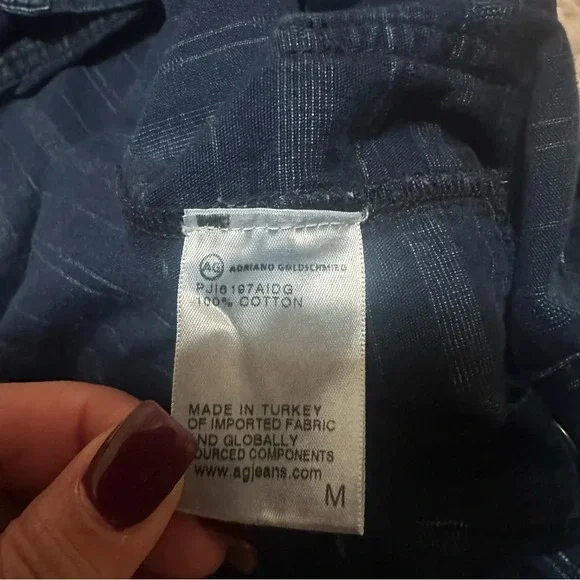 AG ADRIANO GOLDSCHMIED
PJI6197AIDG
100% COTTON
MADE IN TURKEY
OF IMPORTED FABRIC
AND GLOBALLY
SOURCED COMPONENTS
www.agjeans.com
M